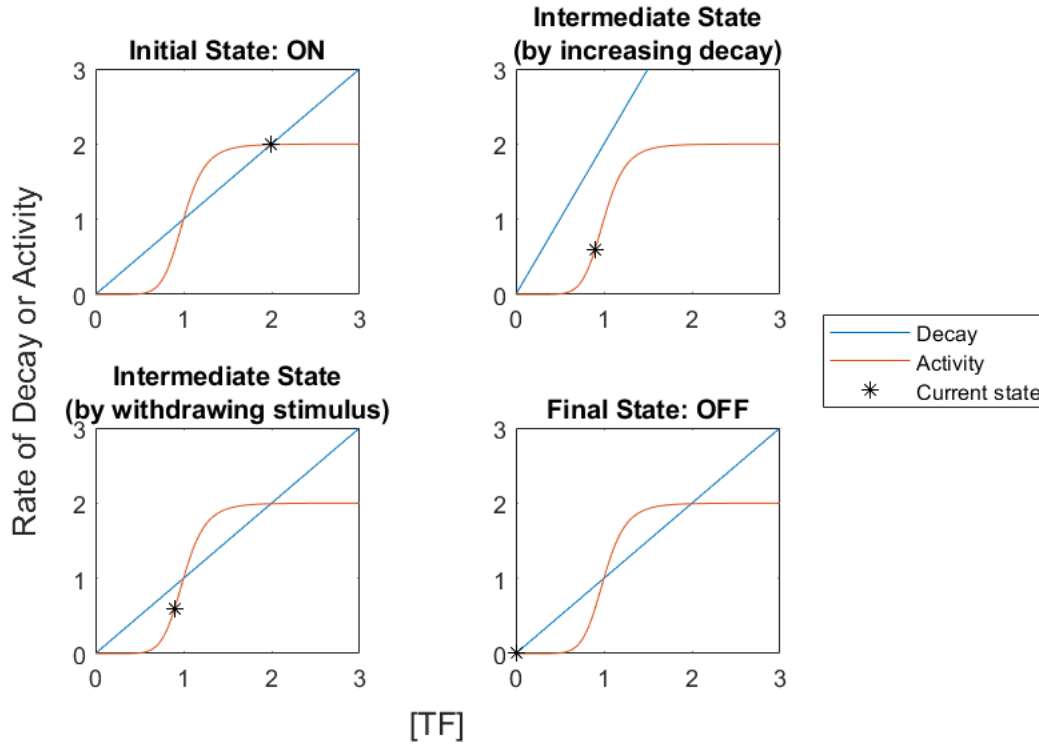 Initial State: ON
3
2
1
0
0
1
2
3
Intermediate State
(by increasing decay)
3
2
1
0
0
1
2
3
Rate of Decay or Activity
Decay
Activity
Current state
Intermediate State
(by withdrawing stimulus)
3
2
1
0
0
1
2
3
Final State: OFF
3
2
1
0
0
1
2
3
[TF]